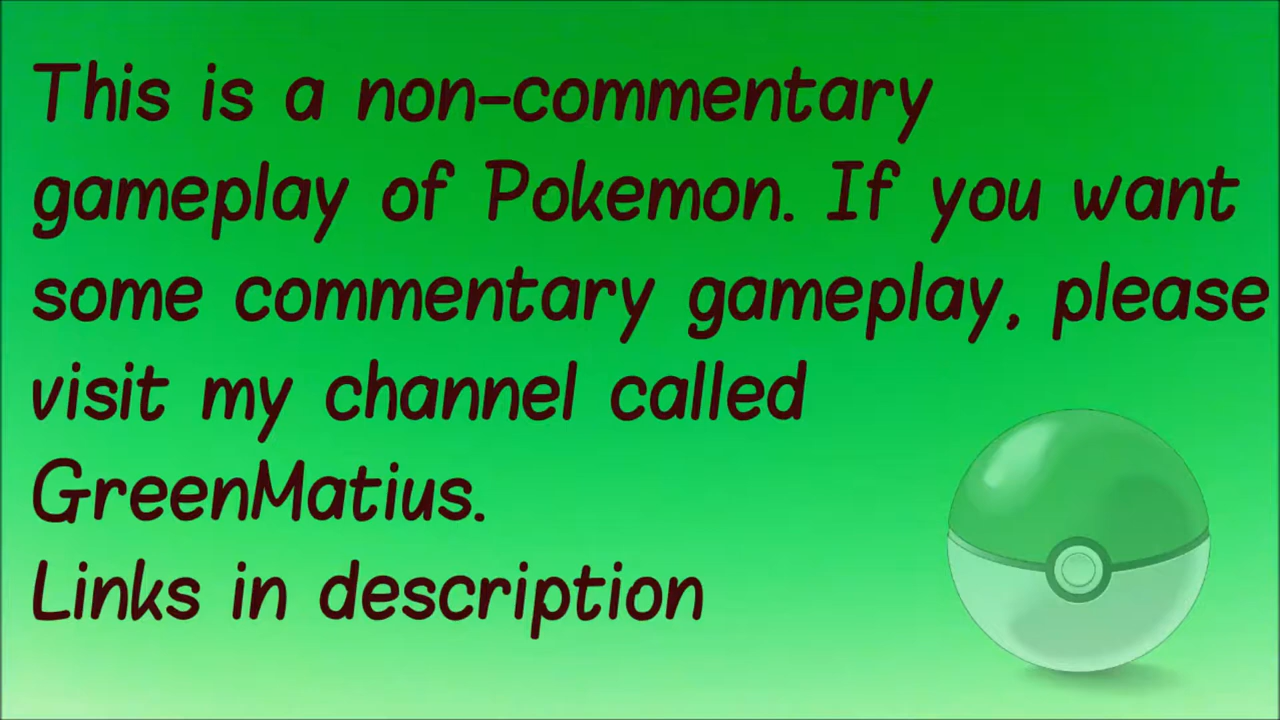 This is a non-commentary
gameplay of Pokemon. If you want
some commentary gameplay, please
visit my channel called
GreenMatius.
Links in description